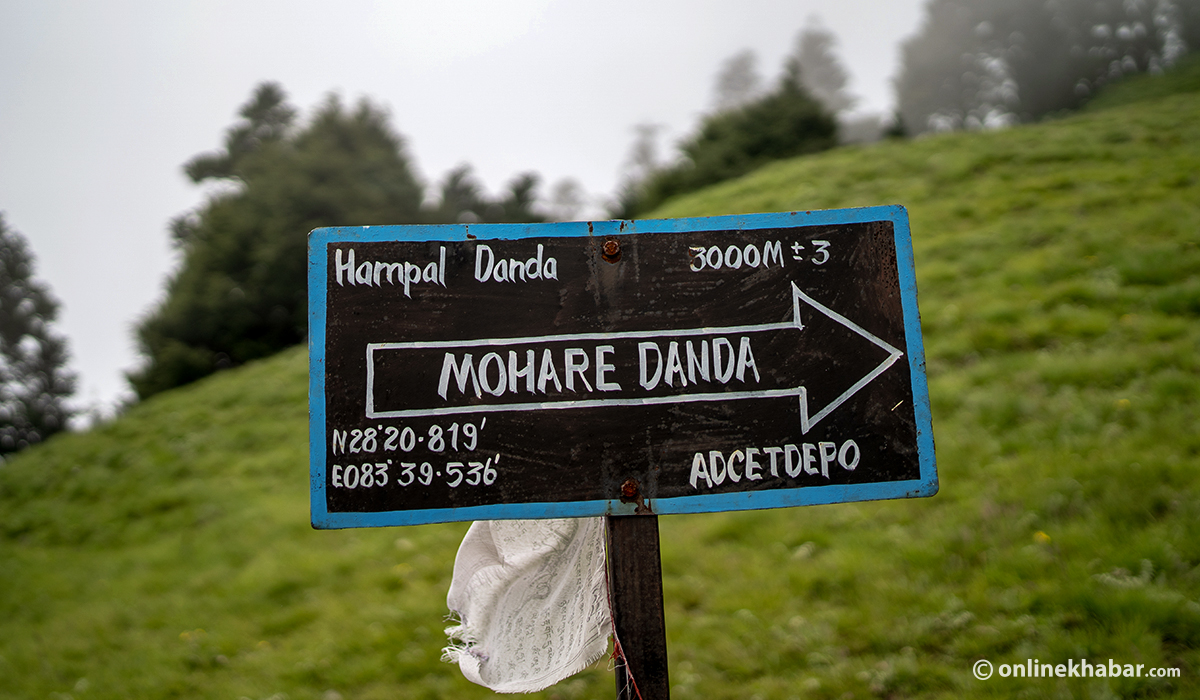 Hampal Danda 3000M ± 3
MOHARE DANDA
N28°20·819′
E083° 39·536′
ADCETDEPO
© onlinekhabar.com